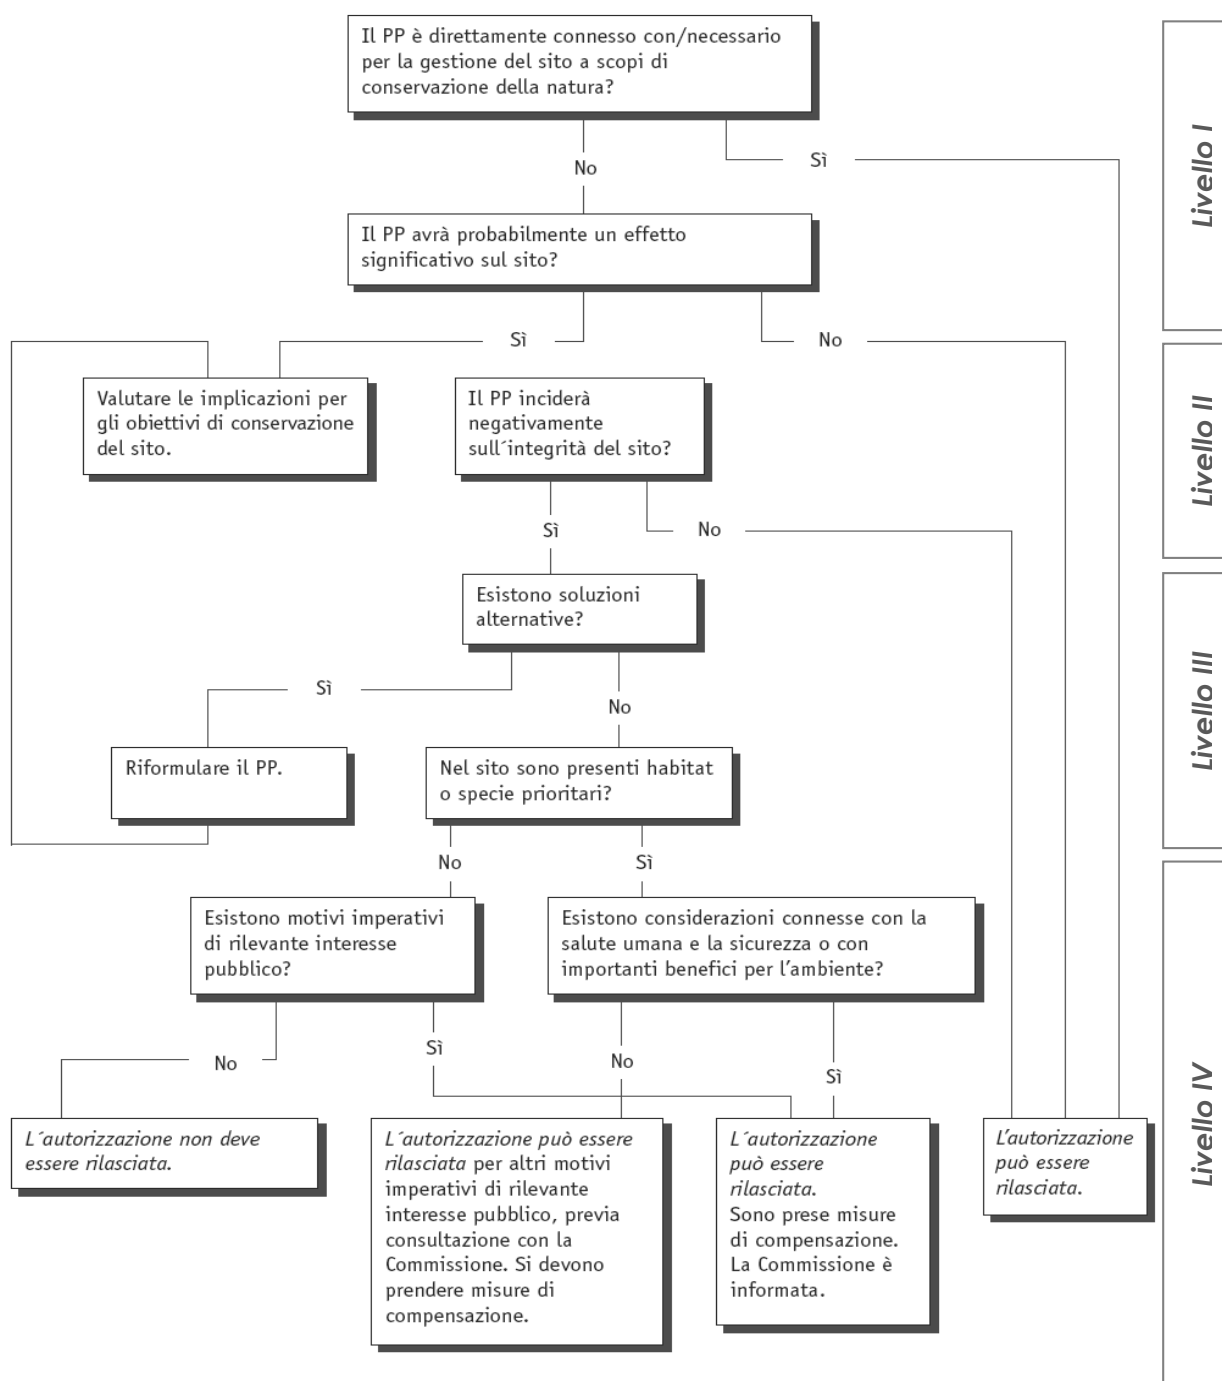 Il PP è direttamente connesso con/necessario
per la gestione del sito a scopi di
conservazione della natura?
Sì
No
Livello I
Il PP avrà probabilmente un effetto
significativo sul sito?
Sì
No
Valutare le implicazioni per
gli obiettivi di conservazione
del sito.
Il PP inciderà
negativamente
sull´integrità del sito?
Livello II
Sì
No
Esistono soluzioni
alternative?
Livello III
Sì
No
Riformulare il PP.
Nel sito sono presenti habitat
o specie prioritari?
No
Sì
Esistono motivi imperativi
di rilevante interesse
pubblico?
Esistono considerazioni connesse con la
salute umana e la sicurezza o con
importanti benefici per l’ambiente?
No
Sì
No
Sì
Livello IV
L´autorizzazione non deve
essere rilasciata.
L´autorizzazione può essere
rilasciata per altri motivi
imperativi di rilevante
interesse pubblico, previa
consultazione con la
Commissione. Si devono
prendere misure di
compensazione.
L´autorizzazione
può essere
rilasciata.
Sono prese misure
di compensazione.
La Commissione è
informata.
L’autorizzazione
può essere
rilasciata.